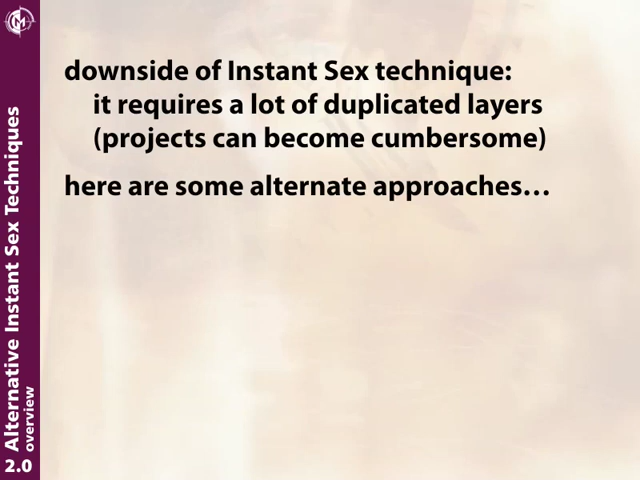 downside of Instant Sex technique:
it requires a lot of duplicated layers
(projects can become cumbersome)
here are some alternate approaches…
Alternative Instant Sex Techniques
overview
2.0
CM